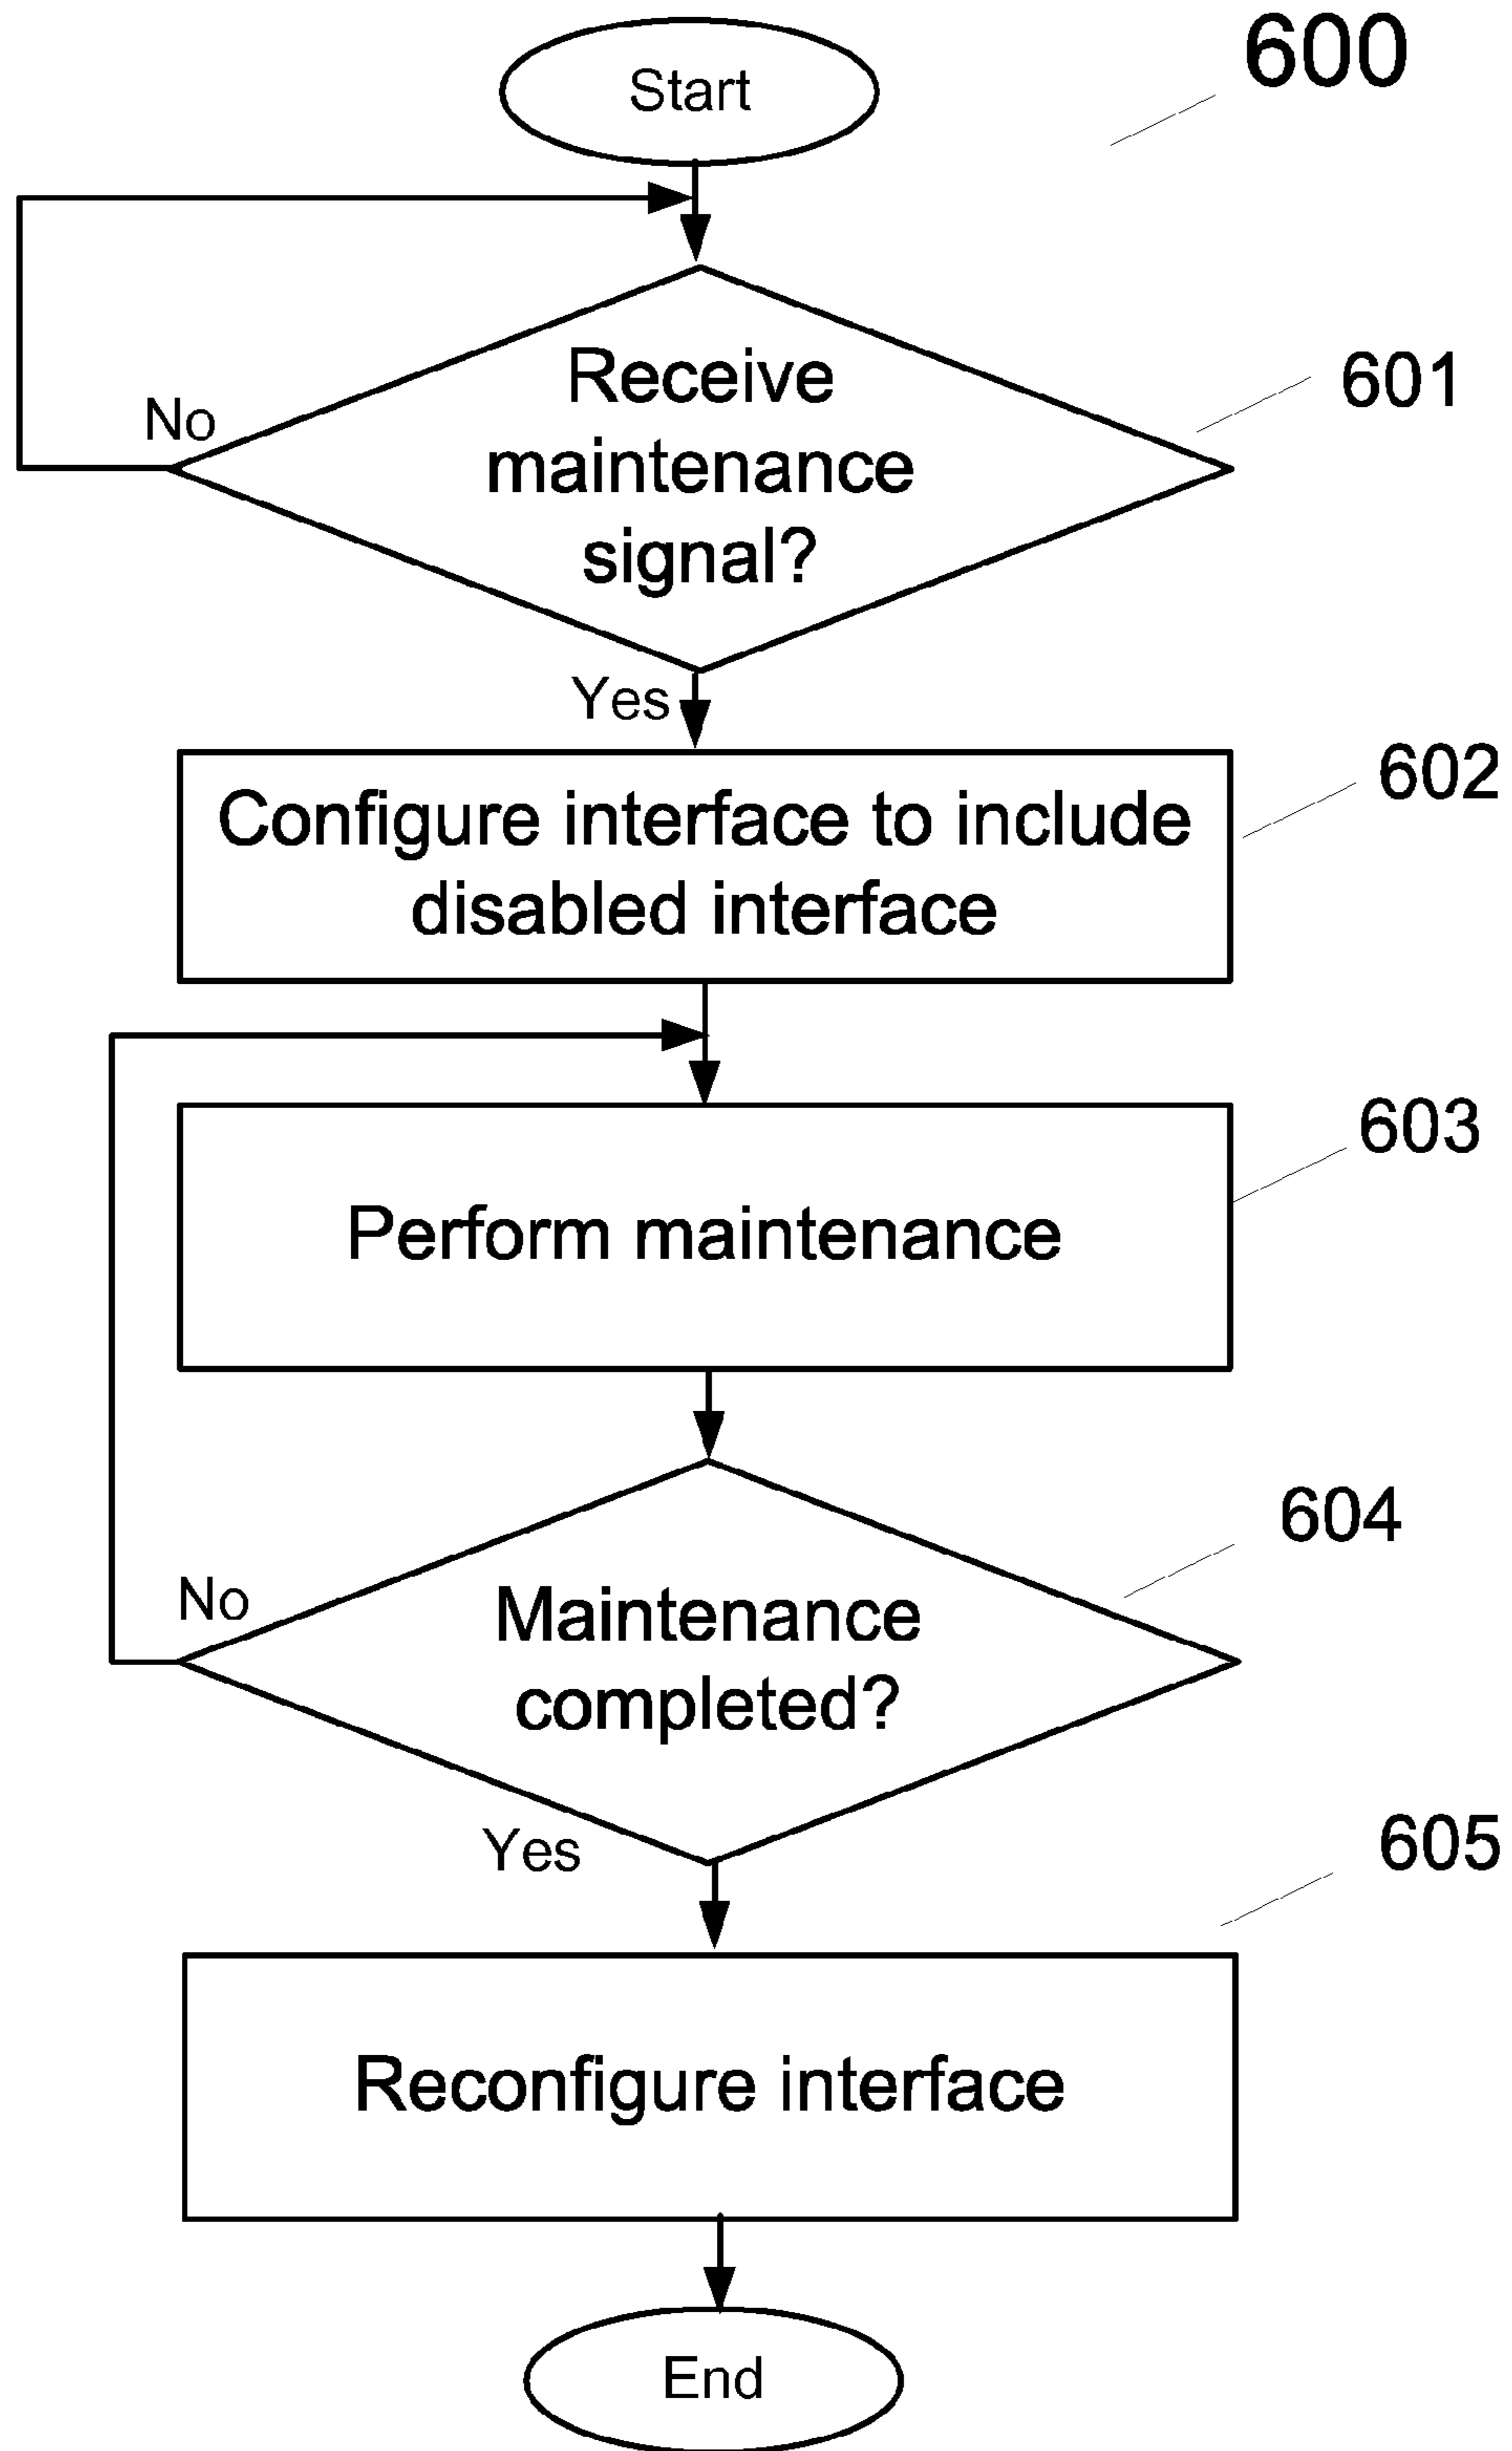 Start
600
Receive
maintenance
signal?
601
No
Yes
Configure interface to include
disabled interface
602
Perform maintenance
603
Maintenance
completed?
604
No
Yes
Reconfigure interface
605
End